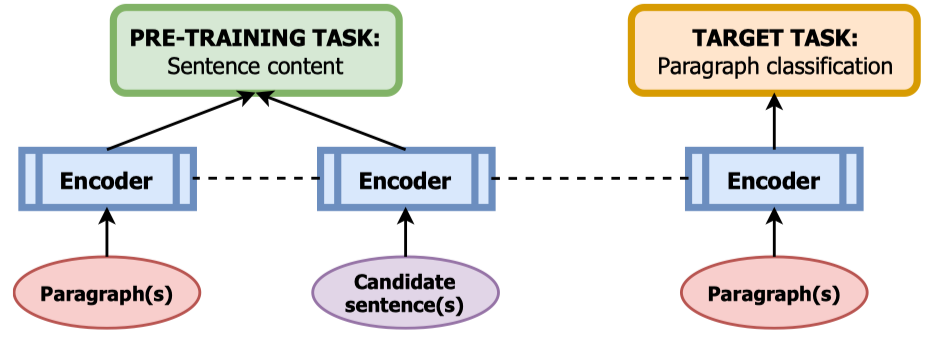 PRE-TRAINING TASK:
Sentence content
TARGET TASK:
Paragraph classification
Encoder
Encoder
Encoder
Paragraph(s)
Candidate
sentence(s)
Paragraph(s)